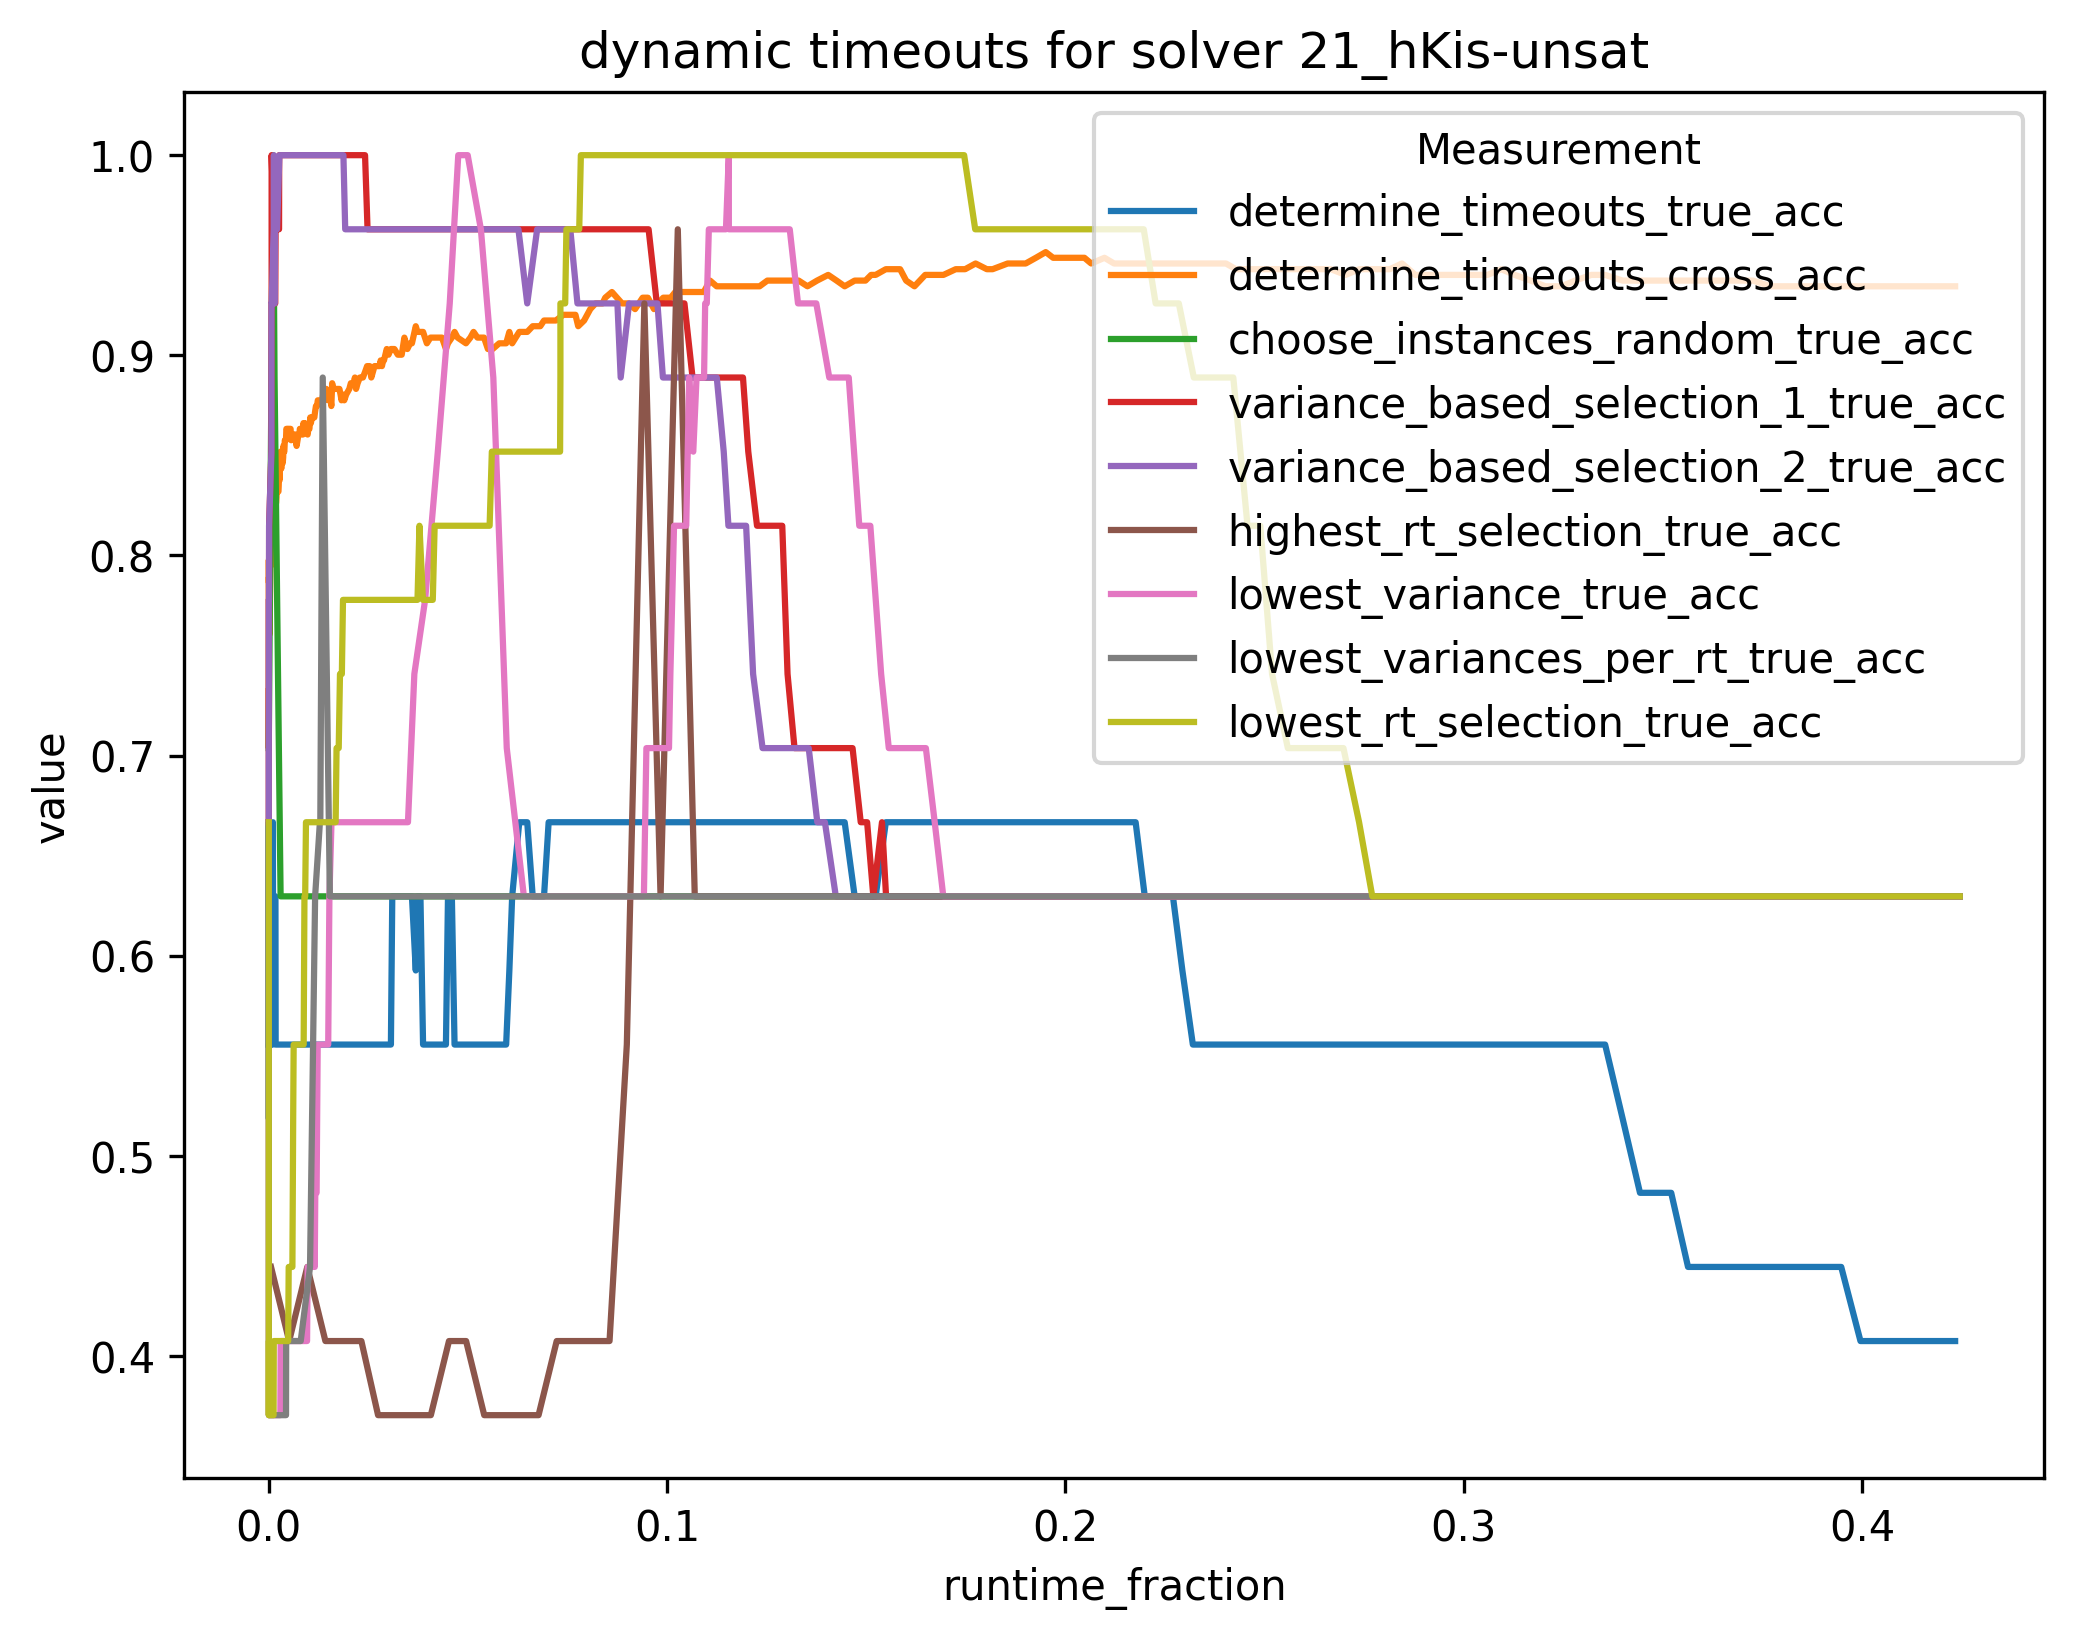 dynamic timeouts for solver 21_hKis-unsat
Measurement
determine_timeouts_true_acc
determine_timeouts_cross_acc
choose_instances_random_true_acc
variance_based_selection_1_true_acc
variance_based_selection_2_true_acc
highest_rt_selection_true_acc
lowest_variance_true_acc
lowest_variances_per_rt_true_acc
lowest_rt_selection_true_acc
value
1.0
0.9
0.8
0.7
0.6
0.5
0.4
0.0 0.1 0.2 0.3 0.4
runtime_fraction